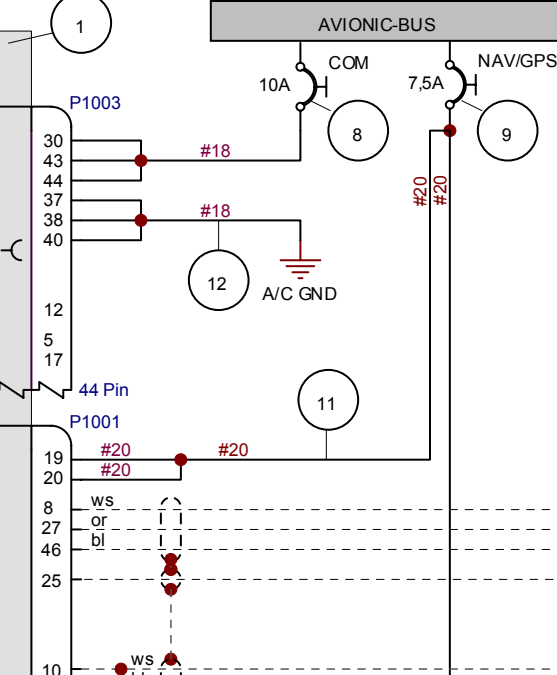 1
AVIONIC-BUS
COM
NAV/GPS
10A
7,5A
P1003
8
9
30
43
#18
44
37
#20
#20
38
#18
40
12
A/C GND
12
5
17
44 Pin
11
P1001
19
#20
#20
20
#20
8
ws
27
or
46
bl
25
10
ws